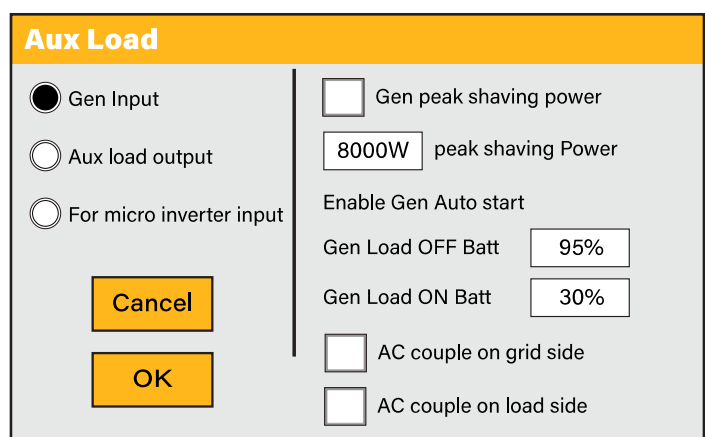 Aux Load
Gen Input
Aux load output
For micro inverter input
Cancel
OK
Gen peak shaving power
8000W peak shaving Power
Enable Gen Auto start
Gen Load OFF Batt 95%
Gen Load ON Batt 30%
AC couple on grid side
AC couple on load side